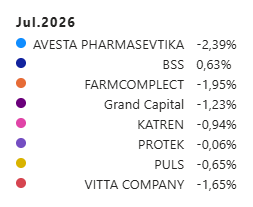 Jul.2026
AVESTA PHARMASEVTIKA -2,39%
BSS 0,63%
FARMCOMPLECT -1,95%
Grand Capital -1,23%
KATREN -0,94%
PROTEK -0,06%
PULS -0,65%
VITTA COMPANY -1,65%